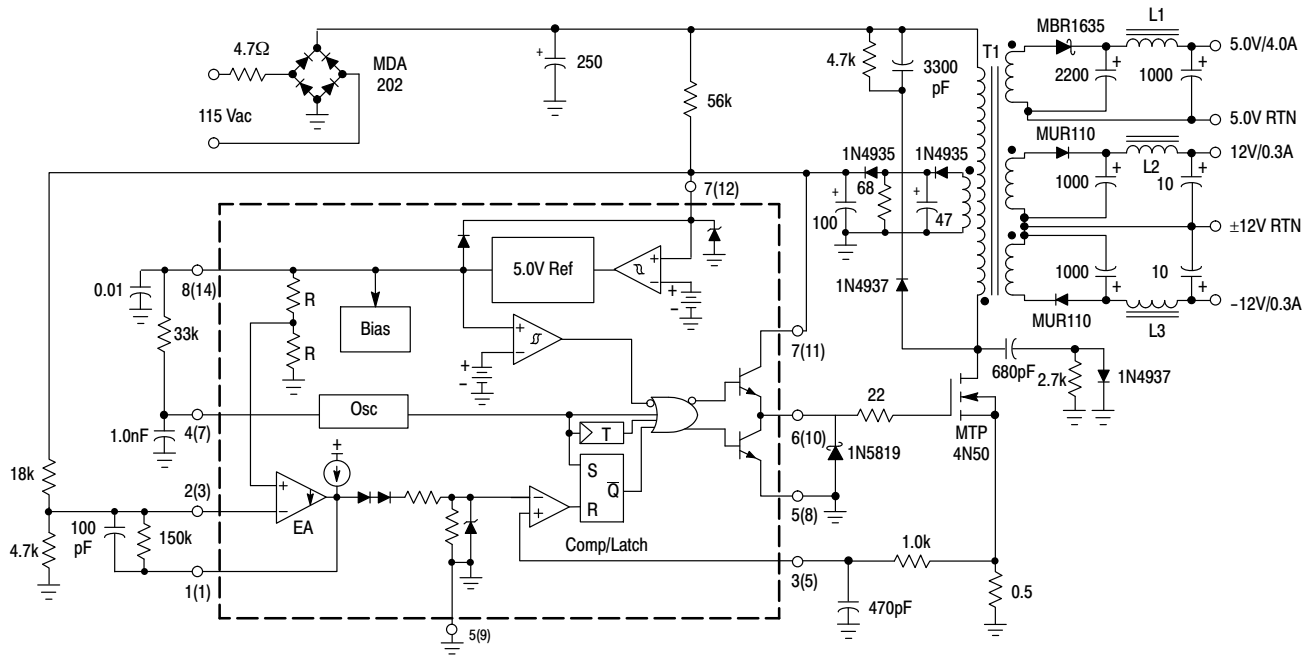 4.7Ω
MDA
202
115 Vac
+
250
56k
4.7k
3300
pF
T1
MBR1635
L1
5.0V/4.0A
+
2200
1000
+
5.0V RTN
MUR110
12V/0.3A
L2
1000
+
10
+
±12V RTN
1000
+
10
+
MUR110
L3
–12V/0.3A
1N4935
1N4935
68
+
100
+
47
1N4937
680pF
2.7k
1N4937
7(12)
0.01
8(14)
33k
R
R
Bias
5.0V Ref
+
–
+
–
+
–
+
–
7(11)
1.0nF
4(7)
Osc
T
S
R
Q
6(10)
22
1N5819
MTP
4N50
5(8)
18k
2(3)
100
pF
150k
4.7k
1(1)
+
+
–
EA
–
+
Comp/Latch
3(5)
1.0k
470pF
0.5
5(9)